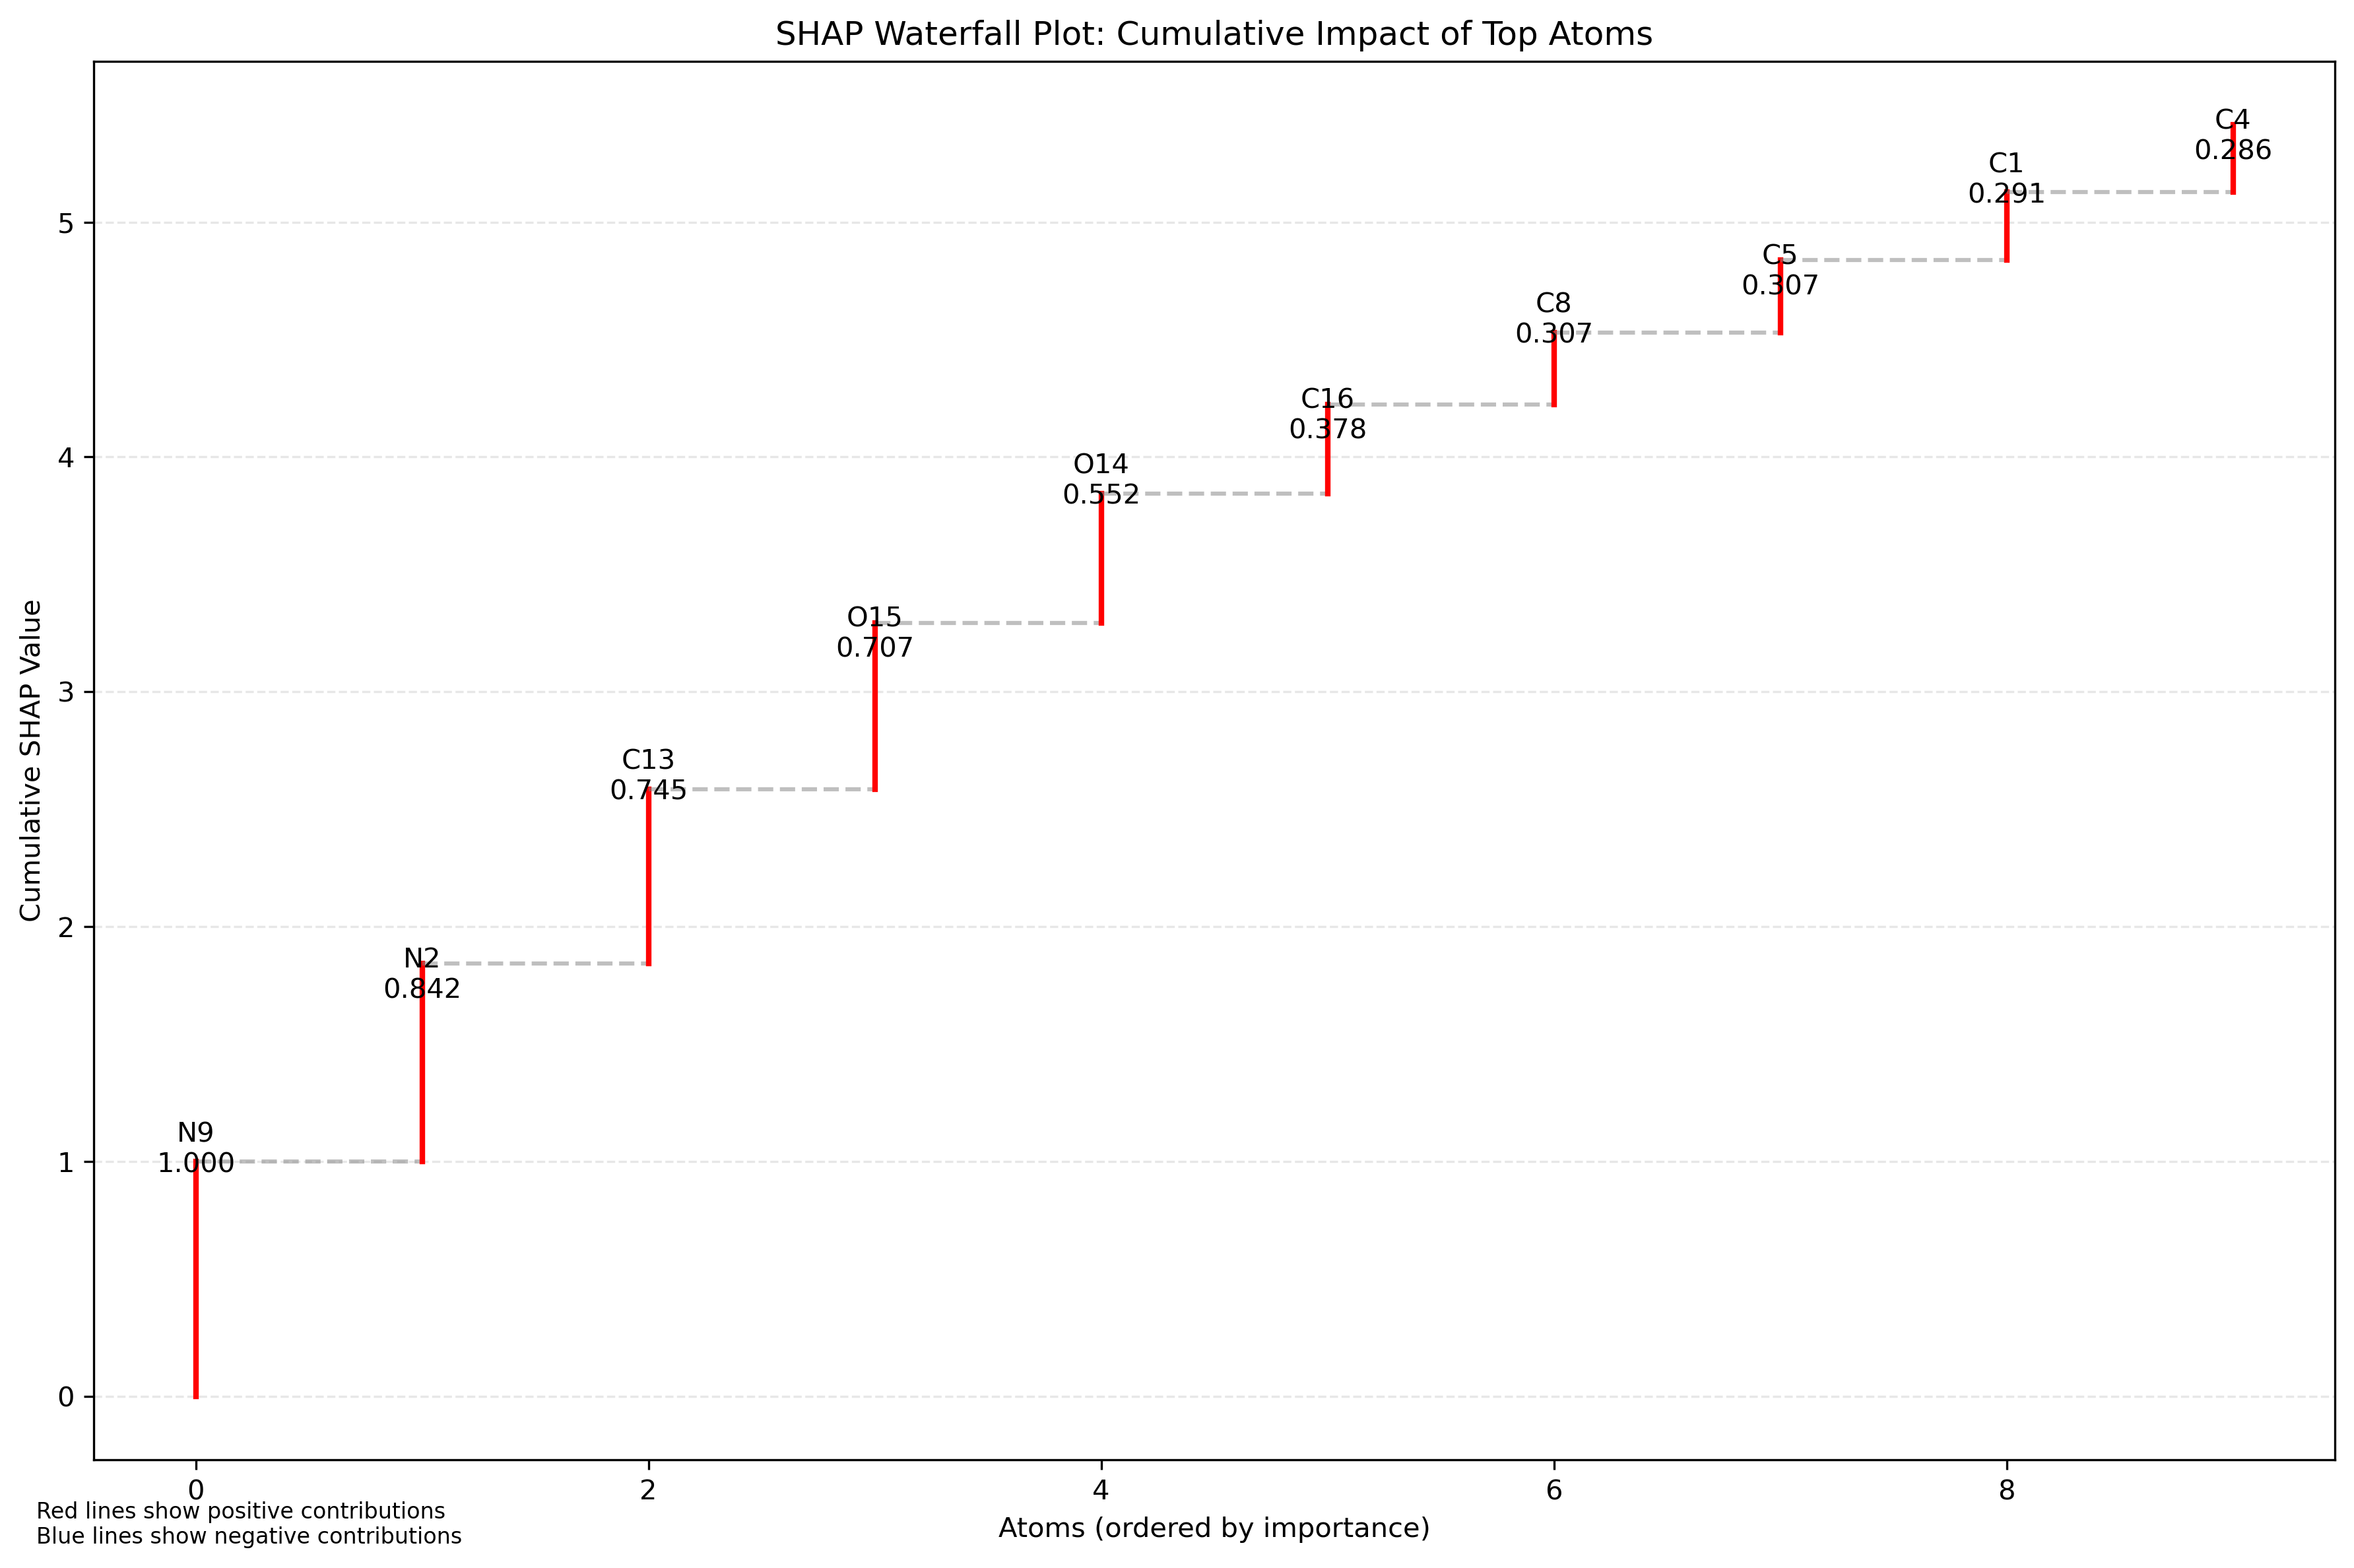 SHAP Waterfall Plot: Cumulative Impact of Top Atoms
Cumulative SHAP Value
5
4
3
2
1
0
N9
1.000
N2
0.842
C13
0.745
O15
0.707
O14
0.552
C16
0.378
C8
0.307
C5
0.307
C1
0.291
C4
0.286
0
2
4
6
8
Atoms (ordered by importance)
Red lines show positive contributions
Blue lines show negative contributions